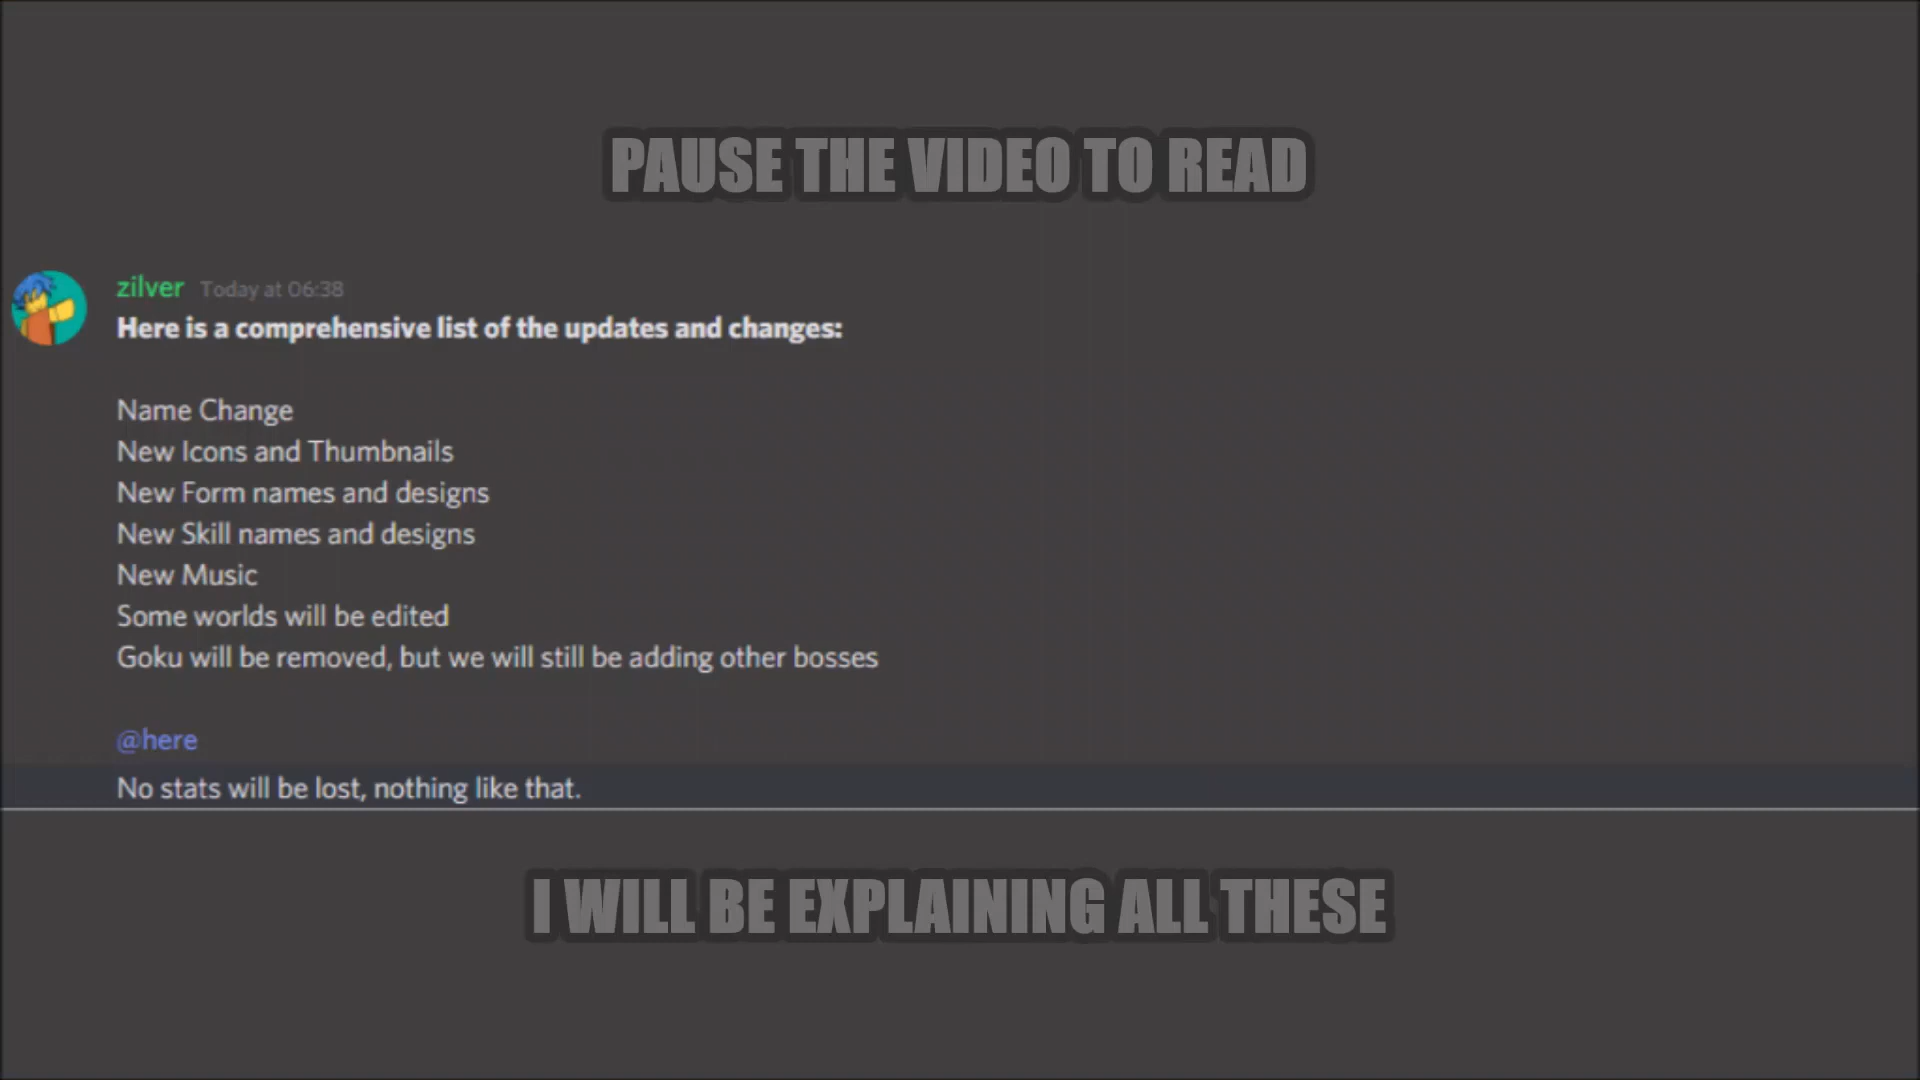 PAUSE THE VIDEO TO READ
zilver Today at 06:38
Here is a comprehensive list of the updates and changes:
Name Change
New Icons and Thumbnails
New Form names and designs
New Skill names and designs
New Music
Some worlds will be edited
Goku will be removed, but we will still be adding other bosses
@here
No stats will be lost, nothing like that.
I WILL BE EXPLAINING ALL THESE